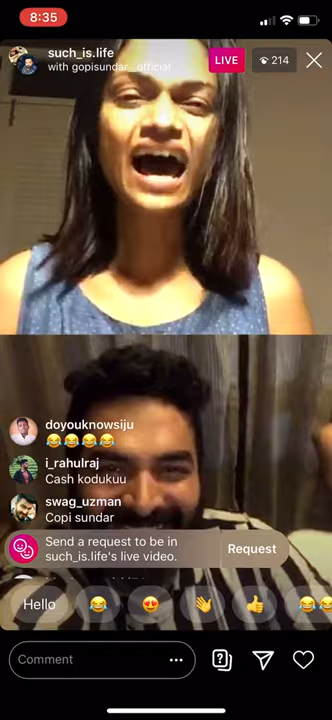 8:35
such_is.life
with gopisundar__official
LIVE
214
doyouknowsiju
😂😂😂😂
i_rahulraj
Cash kodukuu
swag_uzman
Copi sundar
Send a request to be in
such_is.life's live video.
Request
Hello 😂 😍 👋 👍 😂😂
Comment